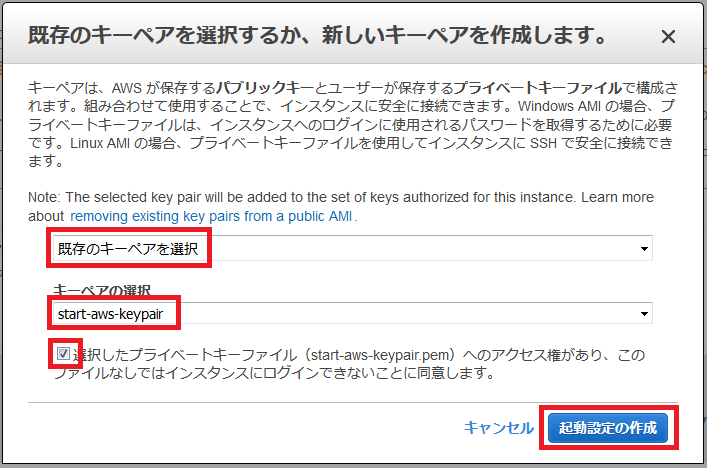 既存のキーペアを選択するか、新しいキーペアを作成します。
キーペアは、AWS が保存するパブリックキーとユーザーが保存するプライベートキーファイルで構成さ
れます。組み合わせて使用することで、インスタンスに安全に接続できます。Windows AMI の場合、プ
ライベートキーファイルは、インスタンスへのログインに使用されるパスワードを取得するために必要
です。Linux AMI の場合、プライベートキーファイルを使用してインスタンスに SSH で安全に接続でき
ます。
Note: The selected key pair will be added to the set of keys authorized for this instance. Learn more
about removing existing key pairs from a public AMI .
既存のキーペアを選択
キーペアの選択
start-aws-keypair
選択したプライベートキーファイル（start-aws-keypair.pem）へのアクセス権があり、この
ファイルなしではインスタンスにログインできないことに同意します。
キャンセル 起動設定の作成